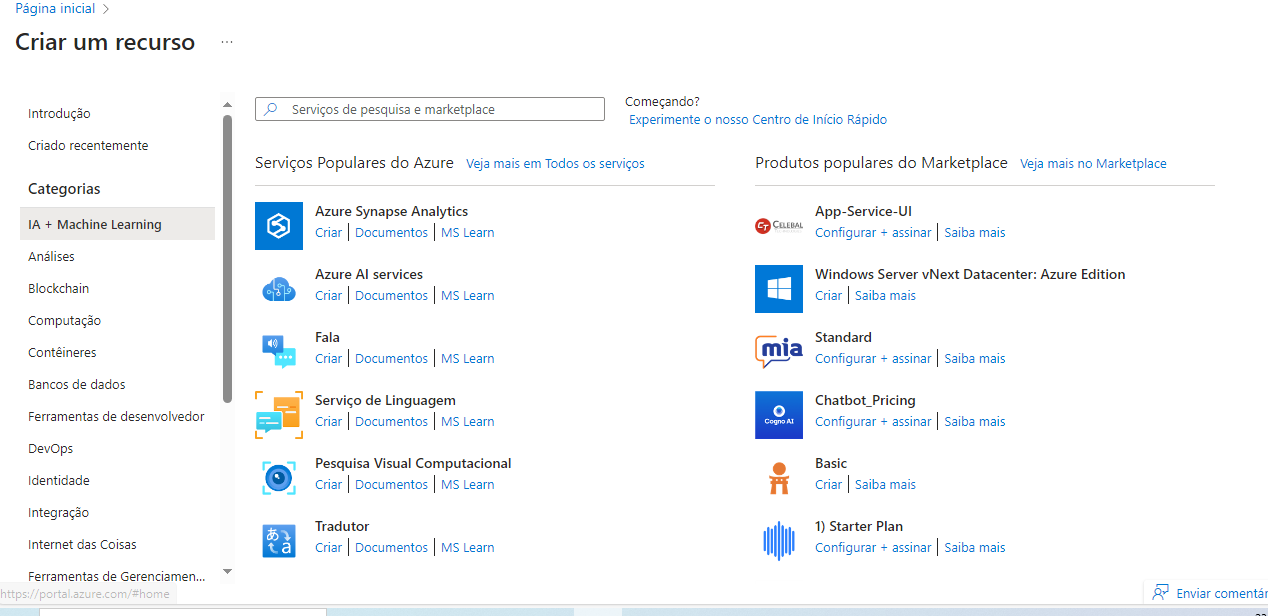 Página inicial >
Criar um recurso ...
Introdução
Criado recentemente
Categorias
IA + Machine Learning
Análises
Blockchain
Computação
Contêineres
Bancos de dados
Ferramentas de desenvolvedor
DevOps
Identidade
Integração
Internet das Coisas
Ferramentas de Gerenciamen...
https://portal.azure.com/#home
Serviços de pesquisa e marketplace
Começando?
Experimente o nosso Centro de Início Rápido
Serviços Populares do Azure Veja mais em Todos os serviços
Azure Synapse Analytics
Criar | Documentos | MS Learn
Azure AI services
Criar | Documentos | MS Learn
Fala
Criar | Documentos | MS Learn
Serviço de Linguagem
Criar | Documentos | MS Learn
Pesquisa Visual Computacional
Criar | Documentos | MS Learn
あ a
Tradutor
Criar | Documentos | MS Learn
Produtos populares do Marketplace Veja mais no Marketplace
CT CELEBAL
App-Service-UI
Configurar + assinar | Saiba mais
Windows Server vNext Datacenter: Azure Edition
Criar | Saiba mais
mia
Standard
Configurar + assinar | Saiba mais
Cogno AI
Chatbot_Pricing
Configurar + assinar | Saiba mais
Basic
Criar | Saiba mais
1) Starter Plan
Configurar + assinar | Saiba mais
Enviar comentár